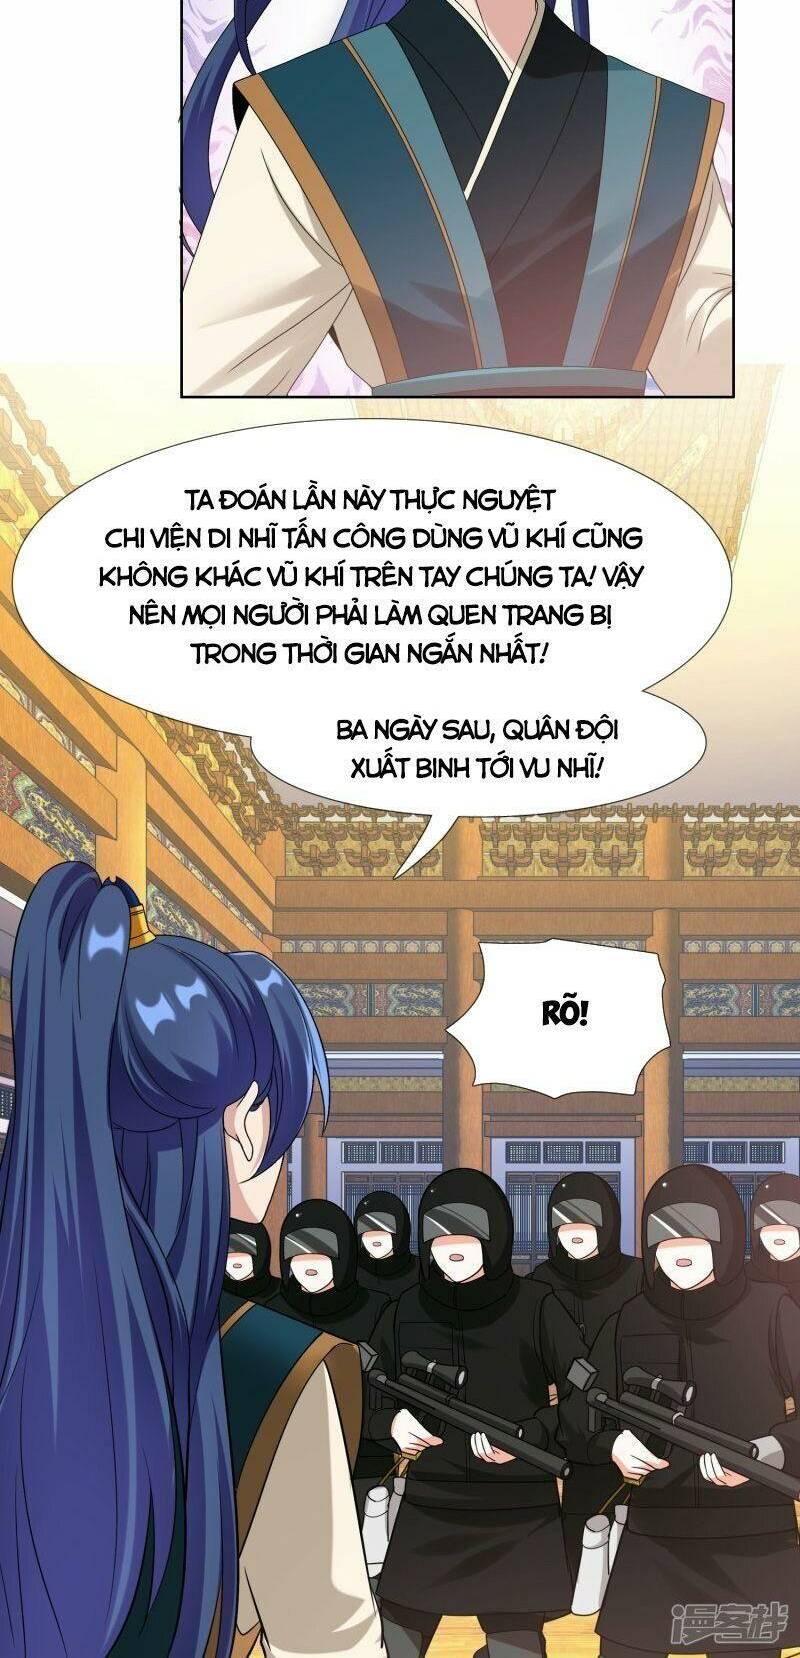 TA ĐOÁN LẦN NÀY THỰC NGUYỆT
CHI VIỆN DI NHĨ TẤN CÔNG DÙNG VŨ KHÍ CŨNG
KHÔNG KHÁC VŨ KHÍ TRÊN TAY CHÚNG TA! VẬY
NÊN MỌI NGƯỜI PHẢI LÀM QUEN TRANG BỊ
TRONG THỜI GIAN NGẮN NHẤT!
BA NGÀY SAU, QUÂN ĐỘI
XUẤT BINH TỚI VU NHĨ!
RÕ!
漫客栈